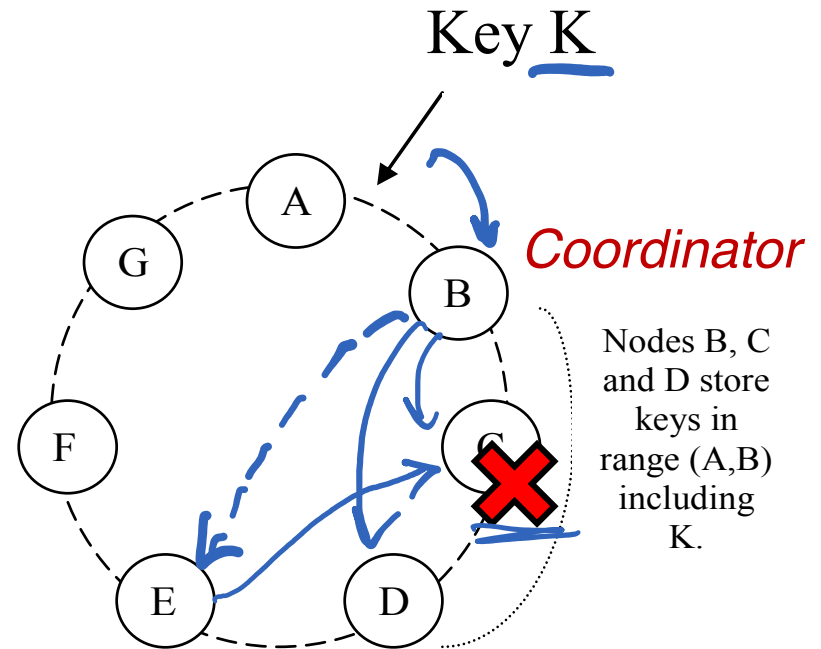 Key K
A
G
B
Coordinator
Nodes B, C
and D store
keys in
range (A,B)
including
K.
F
C
E
D